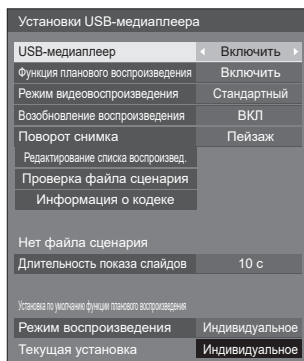 Установки USB-медиаплеера
USB-медиаплеер Включить
Функция планового воспроизведения Включить
Режим видеовоспроизведения Стандартный
Возобновление воспроизведения ВКЛ
Поворот снимка Пейзаж
Редактирование списка воспроизвед.
Проверка файла сценария
Информация о кодеке
Нет файла сценария
Длительность показа слайдов 10 с
Установка по умолчанию функции планового воспроизведения
Режим воспроизведения Индивидуальное
Текущая установка Индивидуальное